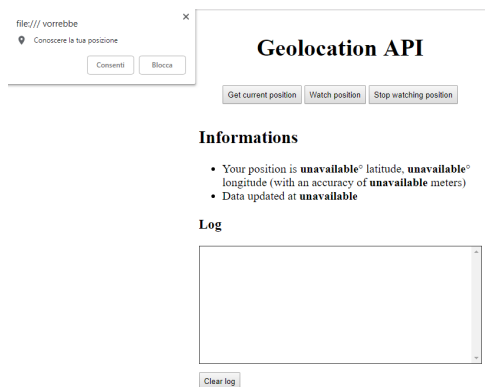 file:/// vorrebbe
Conoscere la tua posizione
Consenti
Blocca
Geolocation API
Get current position
Watch position
Stop watching position
Informations
• Your position is unavailable° latitude, unavailable°
longitude (with an accuracy of unavailable meters)
• Data updated at unavailable
Log
Clear log